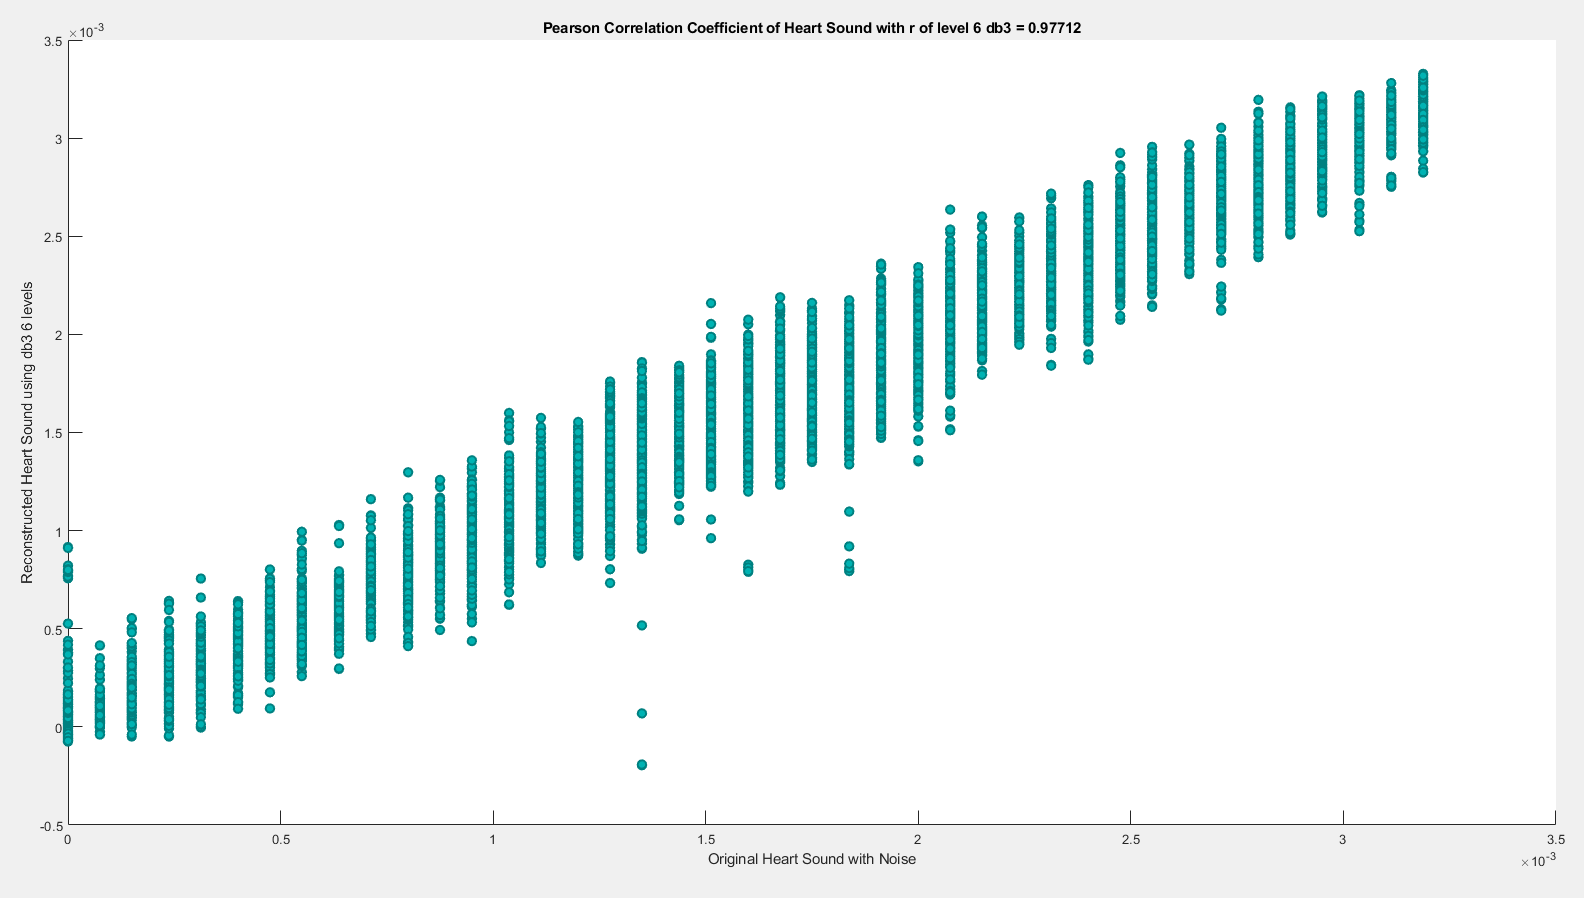 Pearson Correlation Coefficient of Heart Sound with r of level 6 db3 = 0.97712
×10⁻³
3.5
3
2.5
2
1.5
1
0.5
0
-0.5
Reconstructed Heart Sound using db3 6 levels
0 0.5 1 1.5 2 2.5 3 3.5
Original Heart Sound with Noise
×10⁻³